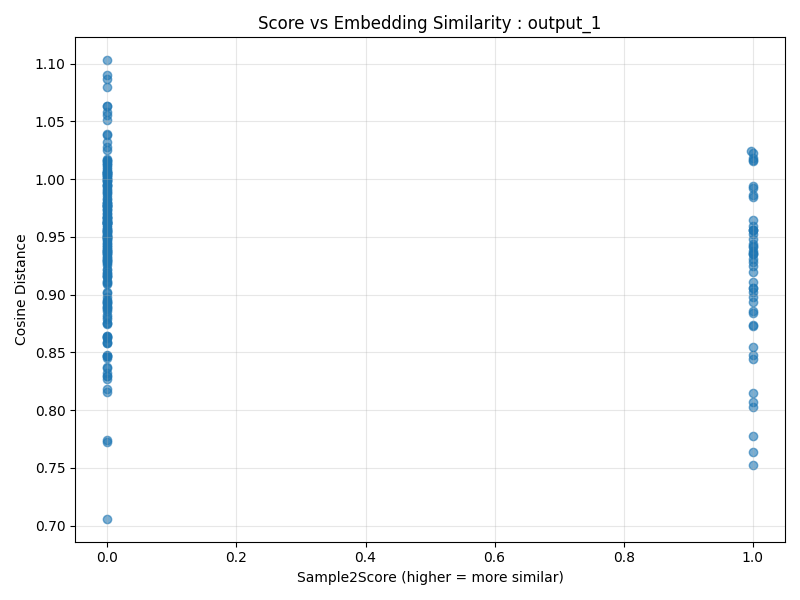 Score vs Embedding Similarity : output_1
1.10
1.05
1.00
0.95
0.90
0.85
0.80
0.75
0.70
Cosine Distance
0.0 0.2 0.4 0.6 0.8 1.0
Sample2Score (higher = more similar)